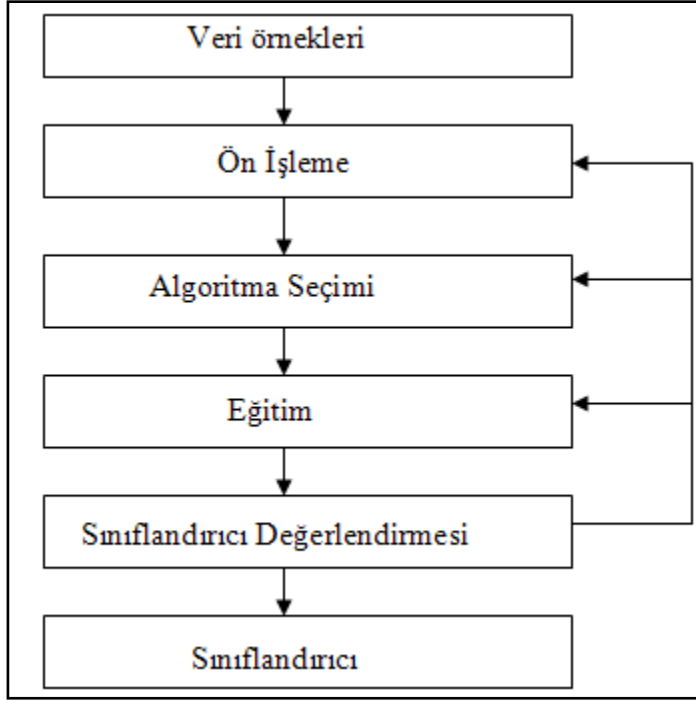 Veri örnekleri
Ön İşleme
Algoritma Seçimi
Eğitim
Sınıflandırıcı Değerlendirmesi
Sınıflandırıcı